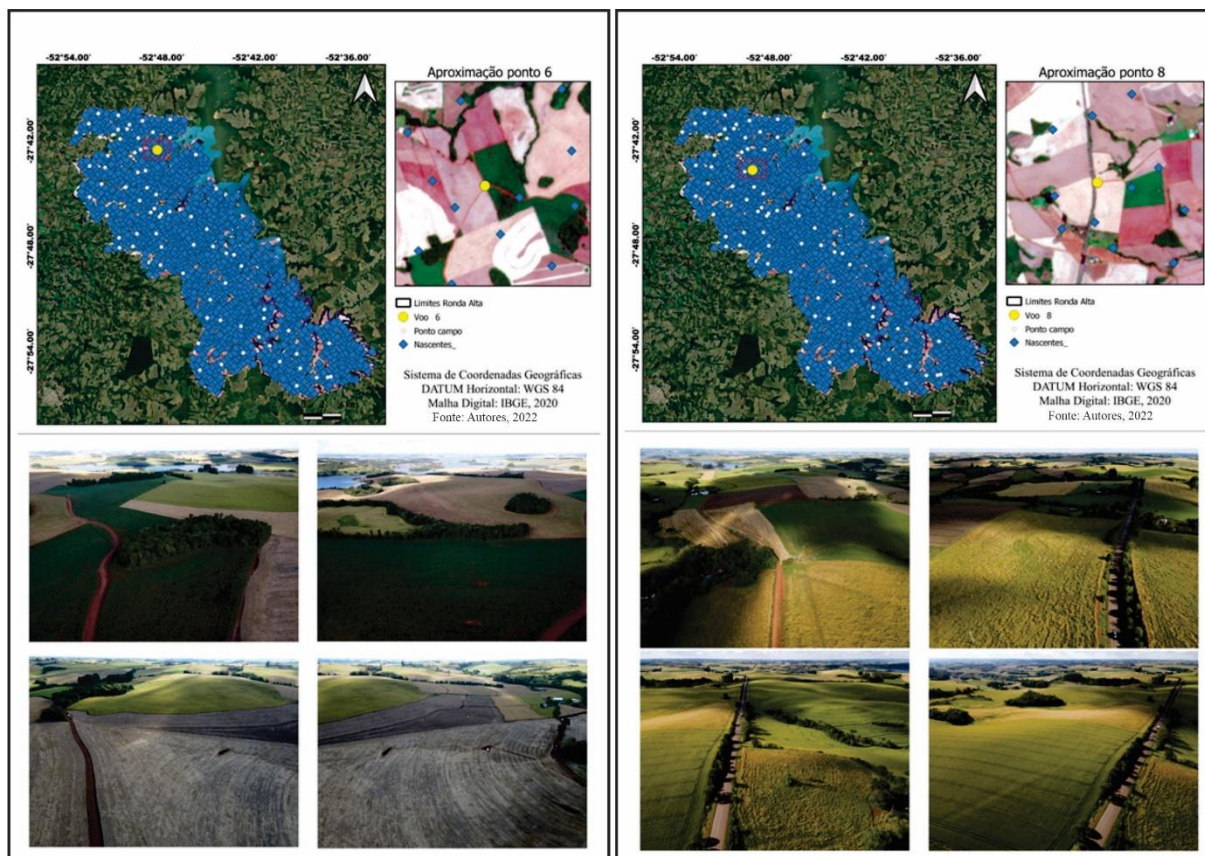 -52°54.00'
-52°48.00'
-52°42.00'
-52°36.00'
Aproximação ponto 6
-27°42.00'
-27°48.00'
-27°54.00'
Limites Ronda Alta
Voo 6
Ponto campo
Nascentes_
Sistema de Coordenadas Geográficas
DATUM Horizontal: WGS 84
Malha Digital: IBGE, 2020
Fonte: Autores, 2022
-52°54.00'
-52°48.00'
-52°42.00'
-52°36.00'
Aproximação ponto 8
-27°42.00'
-27°48.00'
-27°54.00'
Limites Ronda Alta
Voo 8
Ponto campo
Nascentes_
Sistema de Coordenadas Geográficas
DATUM Horizontal: WGS 84
Malha Digital: IBGE, 2020
Fonte: Autores, 2022